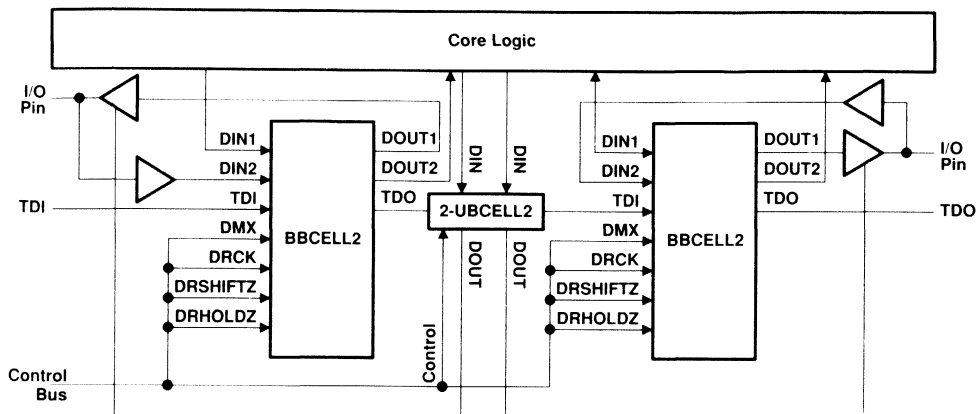 Core Logic
I/O
Pin
DIN1
DIN2
TDI
TDI
DMX
DRCK
DRSHIFTZ
DRHOLDZ
BBCELL2
DOUT1
DOUT2
TDO
DIN
DIN
2-UBCELL2
DOUT
DOUT
Control
DIN1
DIN2
TDI
DMX
DRCK
DRSHIFTZ
DRHOLDZ
BBCELL2
DOUT1
DOUT2
TDO
I/O
Pin
TDO
Control
Bus